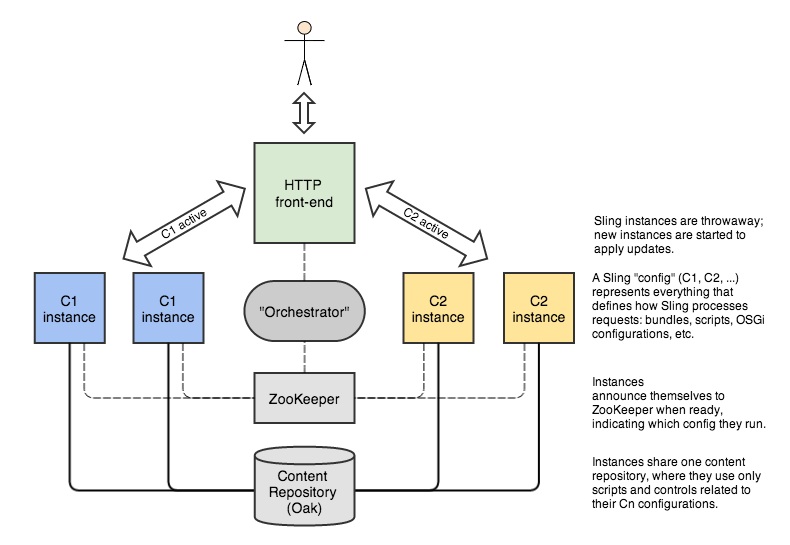 HTTP
front-end
C1 active
C2 active
Sling instances are throwaway;
new instances are started to
apply updates.
C1
instance
C1
instance
"Orchestrator"
C2
instance
C2
instance
A Sling "config" (C1, C2, ...)
represents everything that
defines how Sling processes
requests: bundles, scripts, OSGi
configurations, etc.
ZooKeeper
Instances
announce themselves to
ZooKeeper when ready,
indicating which config they run.
Content
Repository
(Oak)
Instances share one content
repository, where they use only
scripts and controls related to
their Cn configurations.